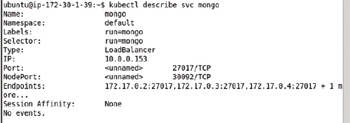 ubuntu@ip-172-30-1-39:~$ kubectl describe svc mongo
Name: mongo
Namespace: default
Labels: run=mongo
Selector: run=mongo
Type: LoadBalancer
IP: 10.0.0.153
Port: <unnamed> 27017/TCP
NodePort: <unnamed> 30092/TCP
Endpoints: 172.17.0.2:27017,172.17.0.3:27017,172.17.0.4:27017 + 1 m
ore...
Session Affinity: None
No events.